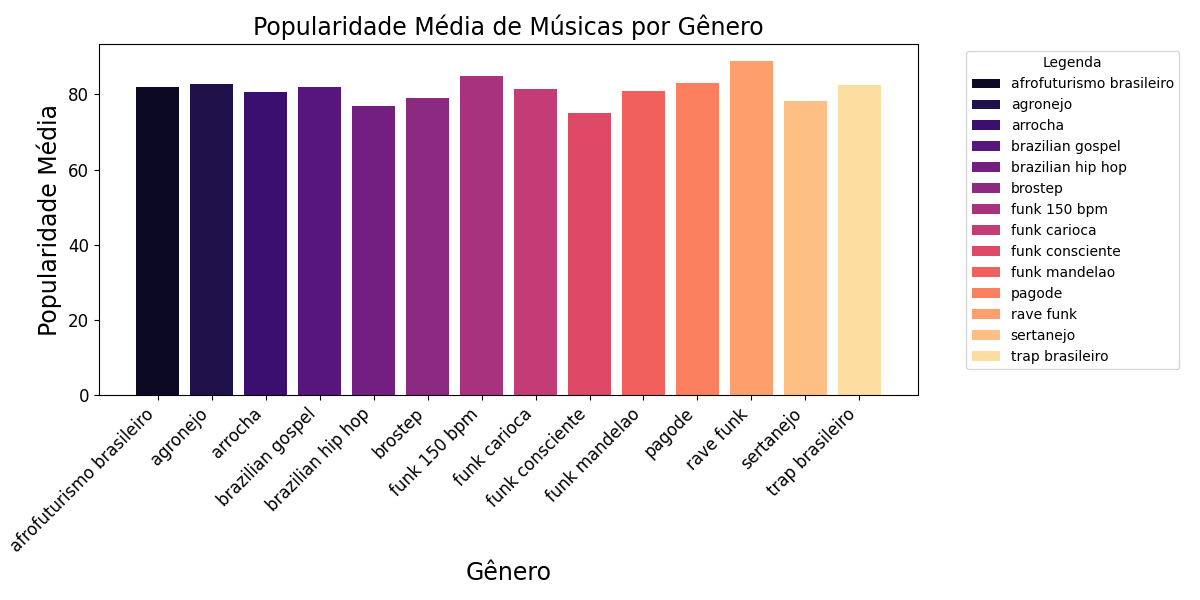 Popularidade Média de Músicas por Gênero
Popularidade Média
80
60
40
20
0
afrofuturismo brasileiro
agronejo
arrocha
brazilian gospel
brazilian hip hop
brostep
funk 150 bpm
funk carioca
funk consciente
funk mandelao
pagode
rave funk
sertanejo
trap brasileiro
Gênero
Legenda
afrofuturismo brasileiro
agronejo
arrocha
brazilian gospel
brazilian hip hop
brostep
funk 150 bpm
funk carioca
funk consciente
funk mandelao
pagode
rave funk
sertanejo
trap brasileiro